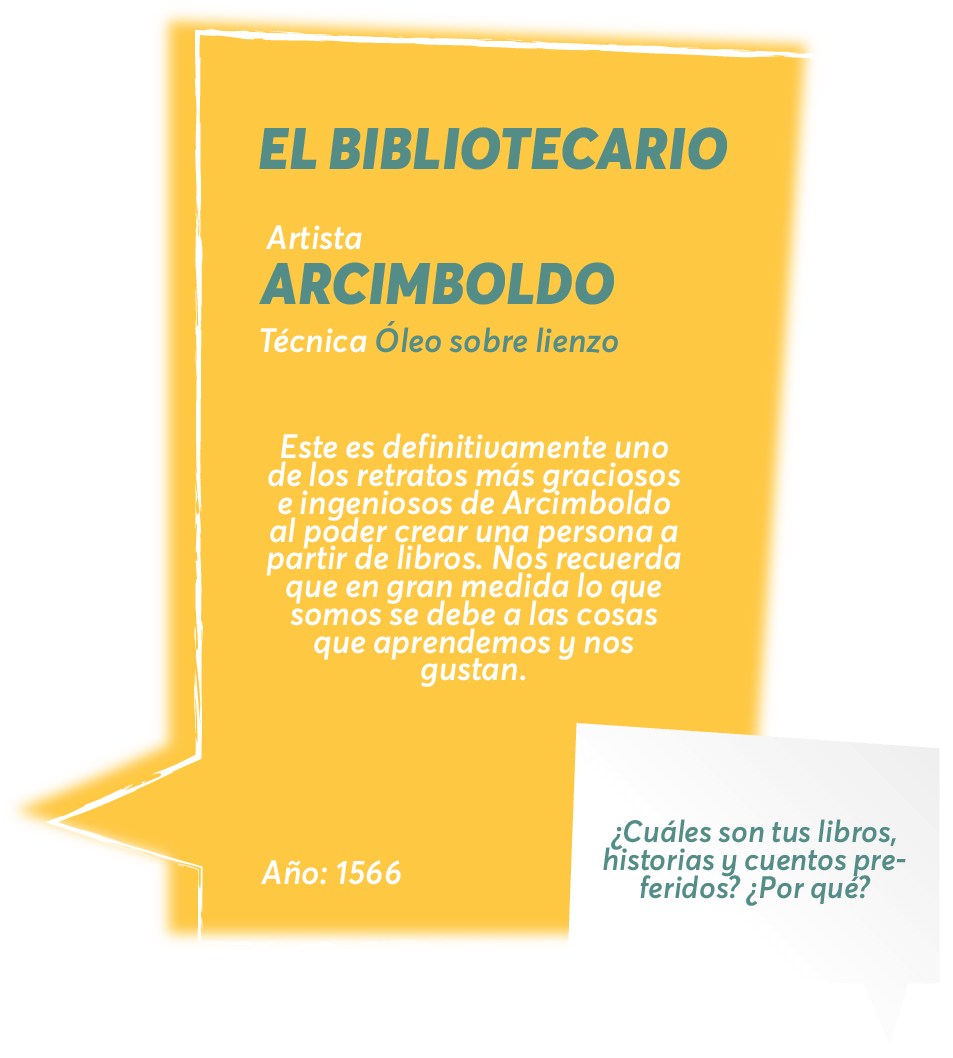 EL BIBLIOTECARIO
Artista
ARCIMBOLDO
Técnica Óleo sobre lienzo
Este es definitivamente uno
de los retratos más graciosos
e ingeniosos de Arcimboldo
al poder crear una persona a
partir de libros. Nos recuerda
que en gran medida lo que
somos se debe a las cosas
que aprendemos y nos
gustan.
Año: 1566
¿Cuáles son tus libros,
historias y cuentos pre-
feridos? ¿Por qué?